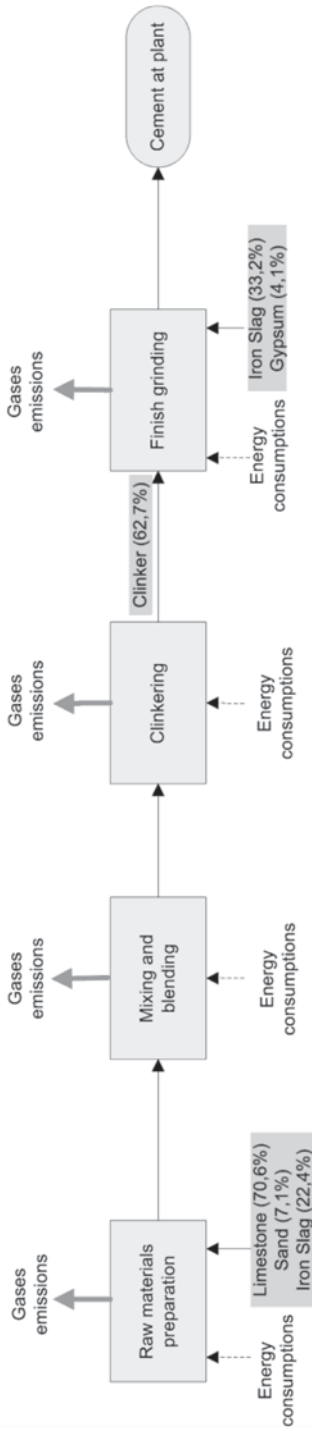 Gases
emissions
Raw materials
preparation
Energy
consumptions
Limestone (70,6%)
Sand (7,1%)
Iron Slag (22,4%)
Gases
emissions
Mixing and
blending
Energy
consumptions
Gases
emissions
Clinkering
Energy
consumptions
Clinker (62,7%)
Gases
emissions
Finish grinding
Energy
consumptions
Iron Slag (33,2%)
Gypsum (4,1%)
Cement at plant